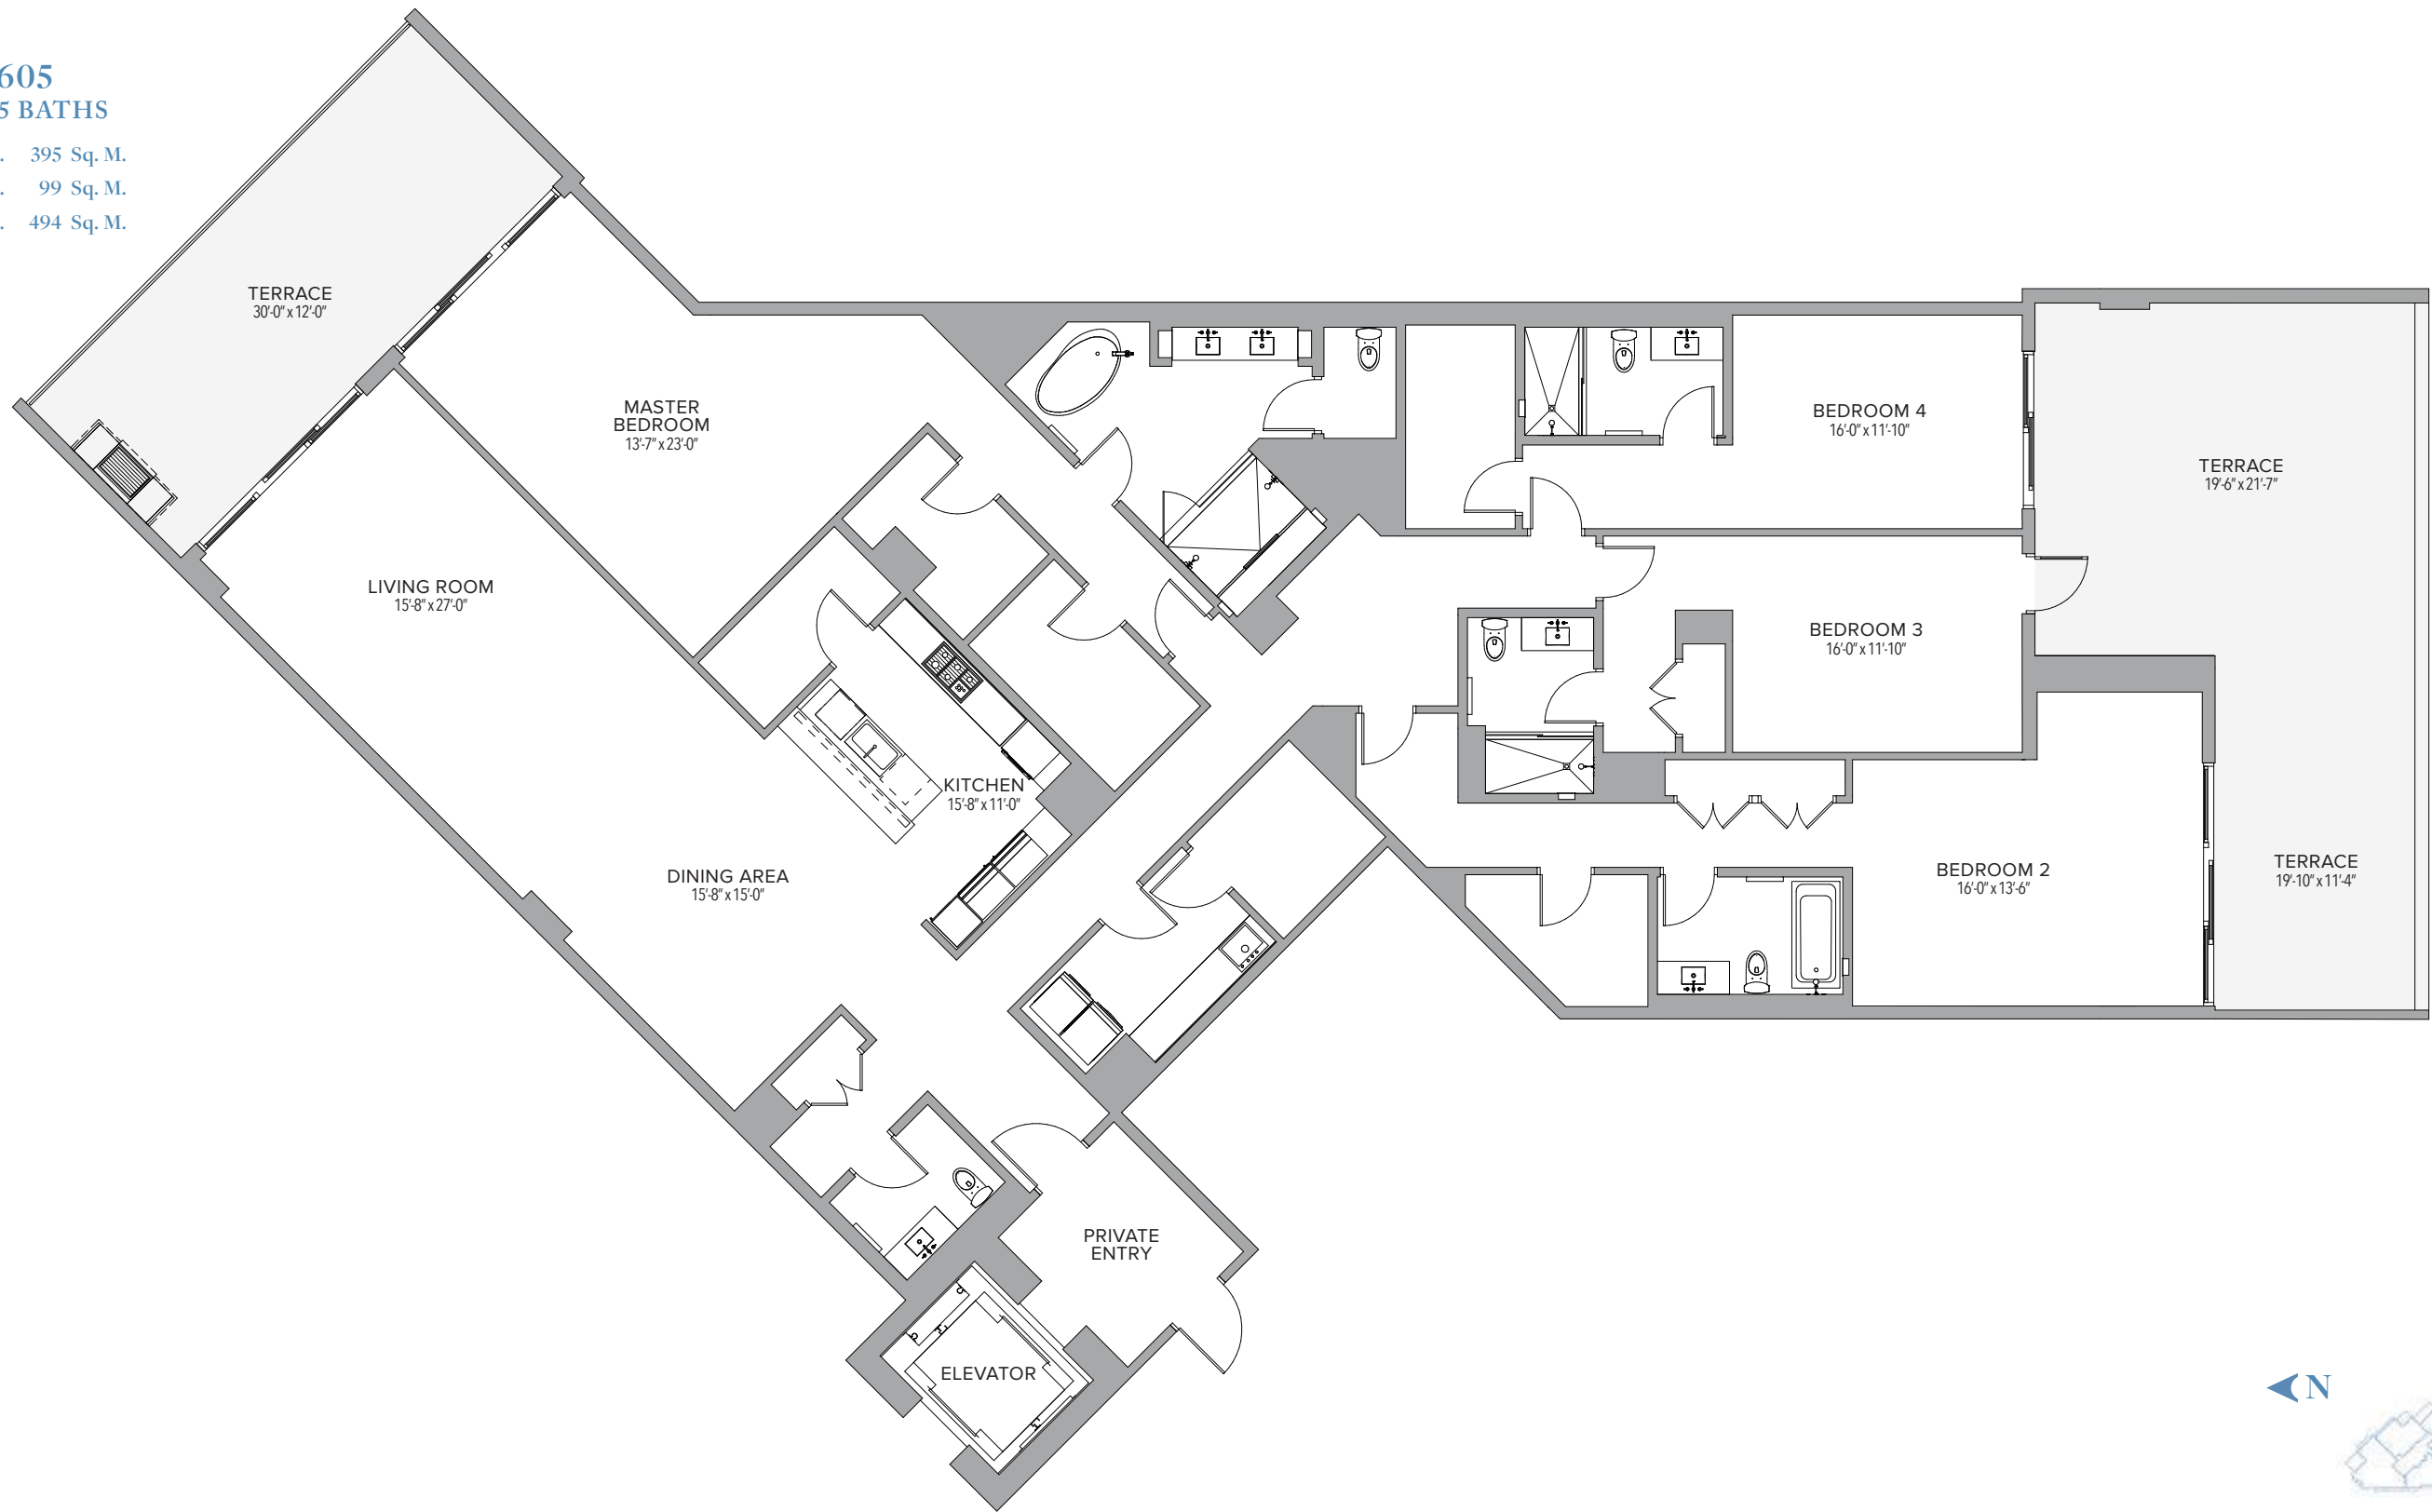 605
5 BATHS
. 395 Sq. M.
. 99 Sq. M.
. 494 Sq. M.
TERRACE
30'-0" x 12'-0"
MASTER
BEDROOM
13'-7" x 23'-0"
LIVING ROOM
15'-8" x 27'-0"
KITCHEN
15'-8" x 11'-0"
DINING AREA
15'-8" x 15'-0"
BEDROOM 4
16'-0" x 11'-10"
TERRACE
19'-6" x 21'-7"
BEDROOM 3
16'-0" x 11'-10"
BEDROOM 2
16'-0" x 13'-6"
TERRACE
19'-10" x 11'-4"
PRIVATE
ENTRY
ELEVATOR
N